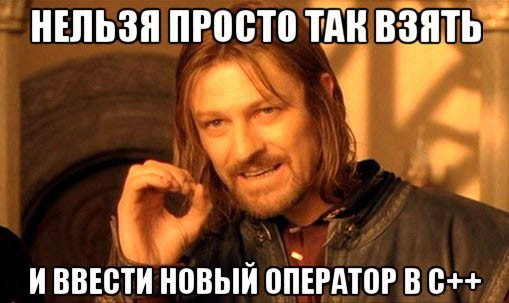 НЕЛЬЗЯ ПРОСТО ТАК ВЗЯТЬ
И ВВЕСТИ НОВЫЙ ОПЕРАТОР В С++